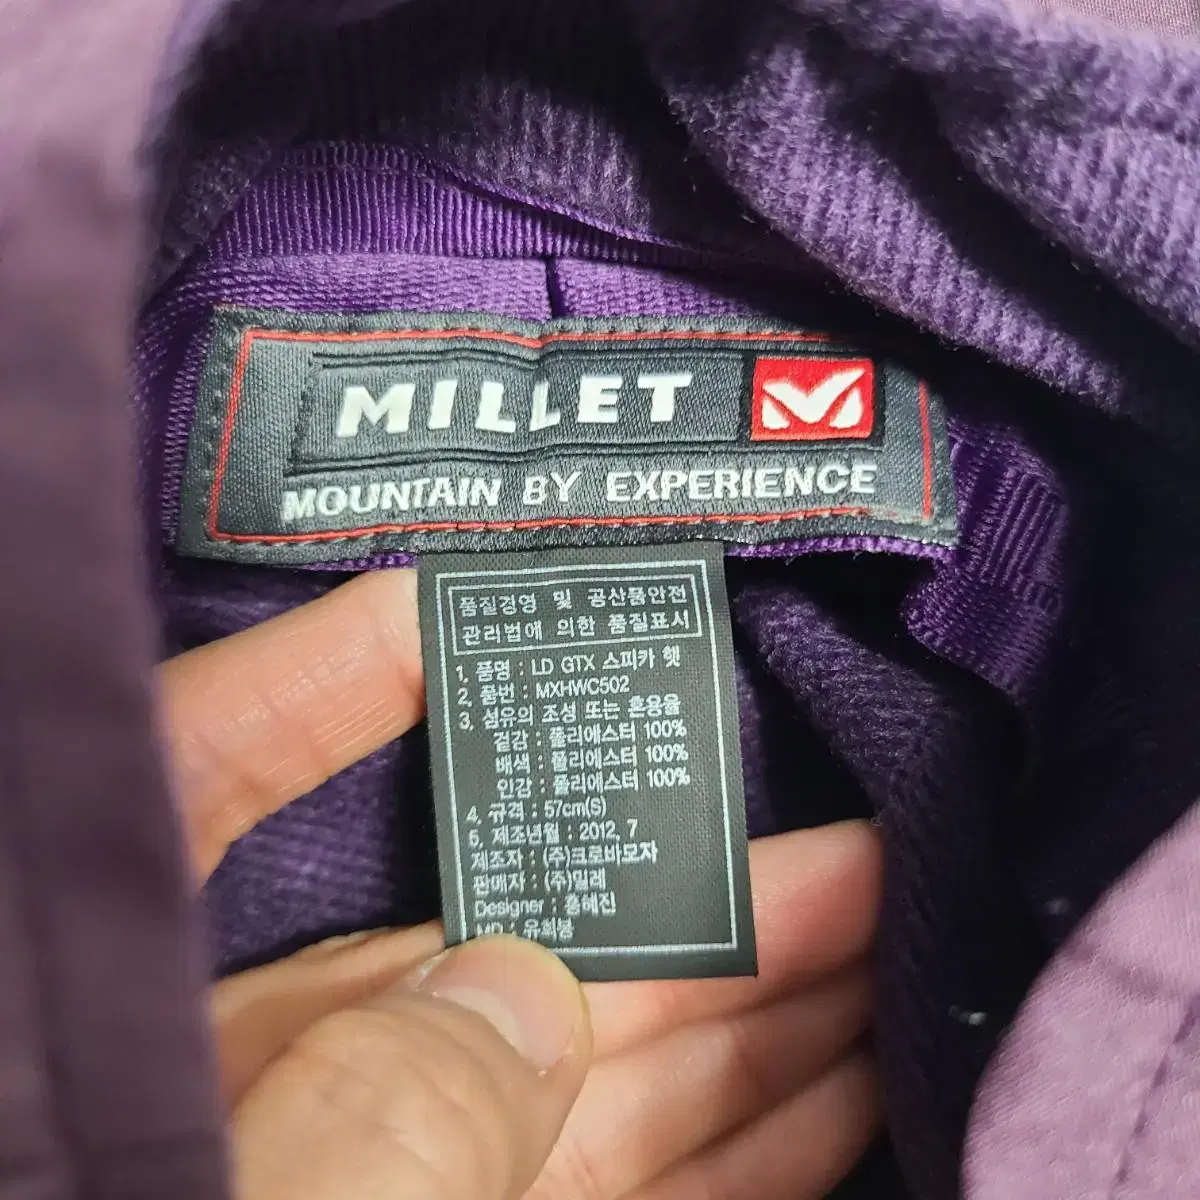 MILLET
MOUNTAIN BY EXPERIENCE
품질경영 및 공산품안전
관리법에 의한 품질표시
1. 품명 : LD GTX 스피카 햇
2. 품번 : MXHWC502
3. 섬유의 조성 또는 혼용율
겉감 : 폴리에스터 100%
배색 : 폴리에스터 100%
안감 : 폴리에스터 100%
4. 규격 : 57cm(S)
5. 제조년월 : 2012. 7
제조자 : (주)크로바모자
판매자 : (주)밀레
Designer : 홍혜진
MD : 유희봉